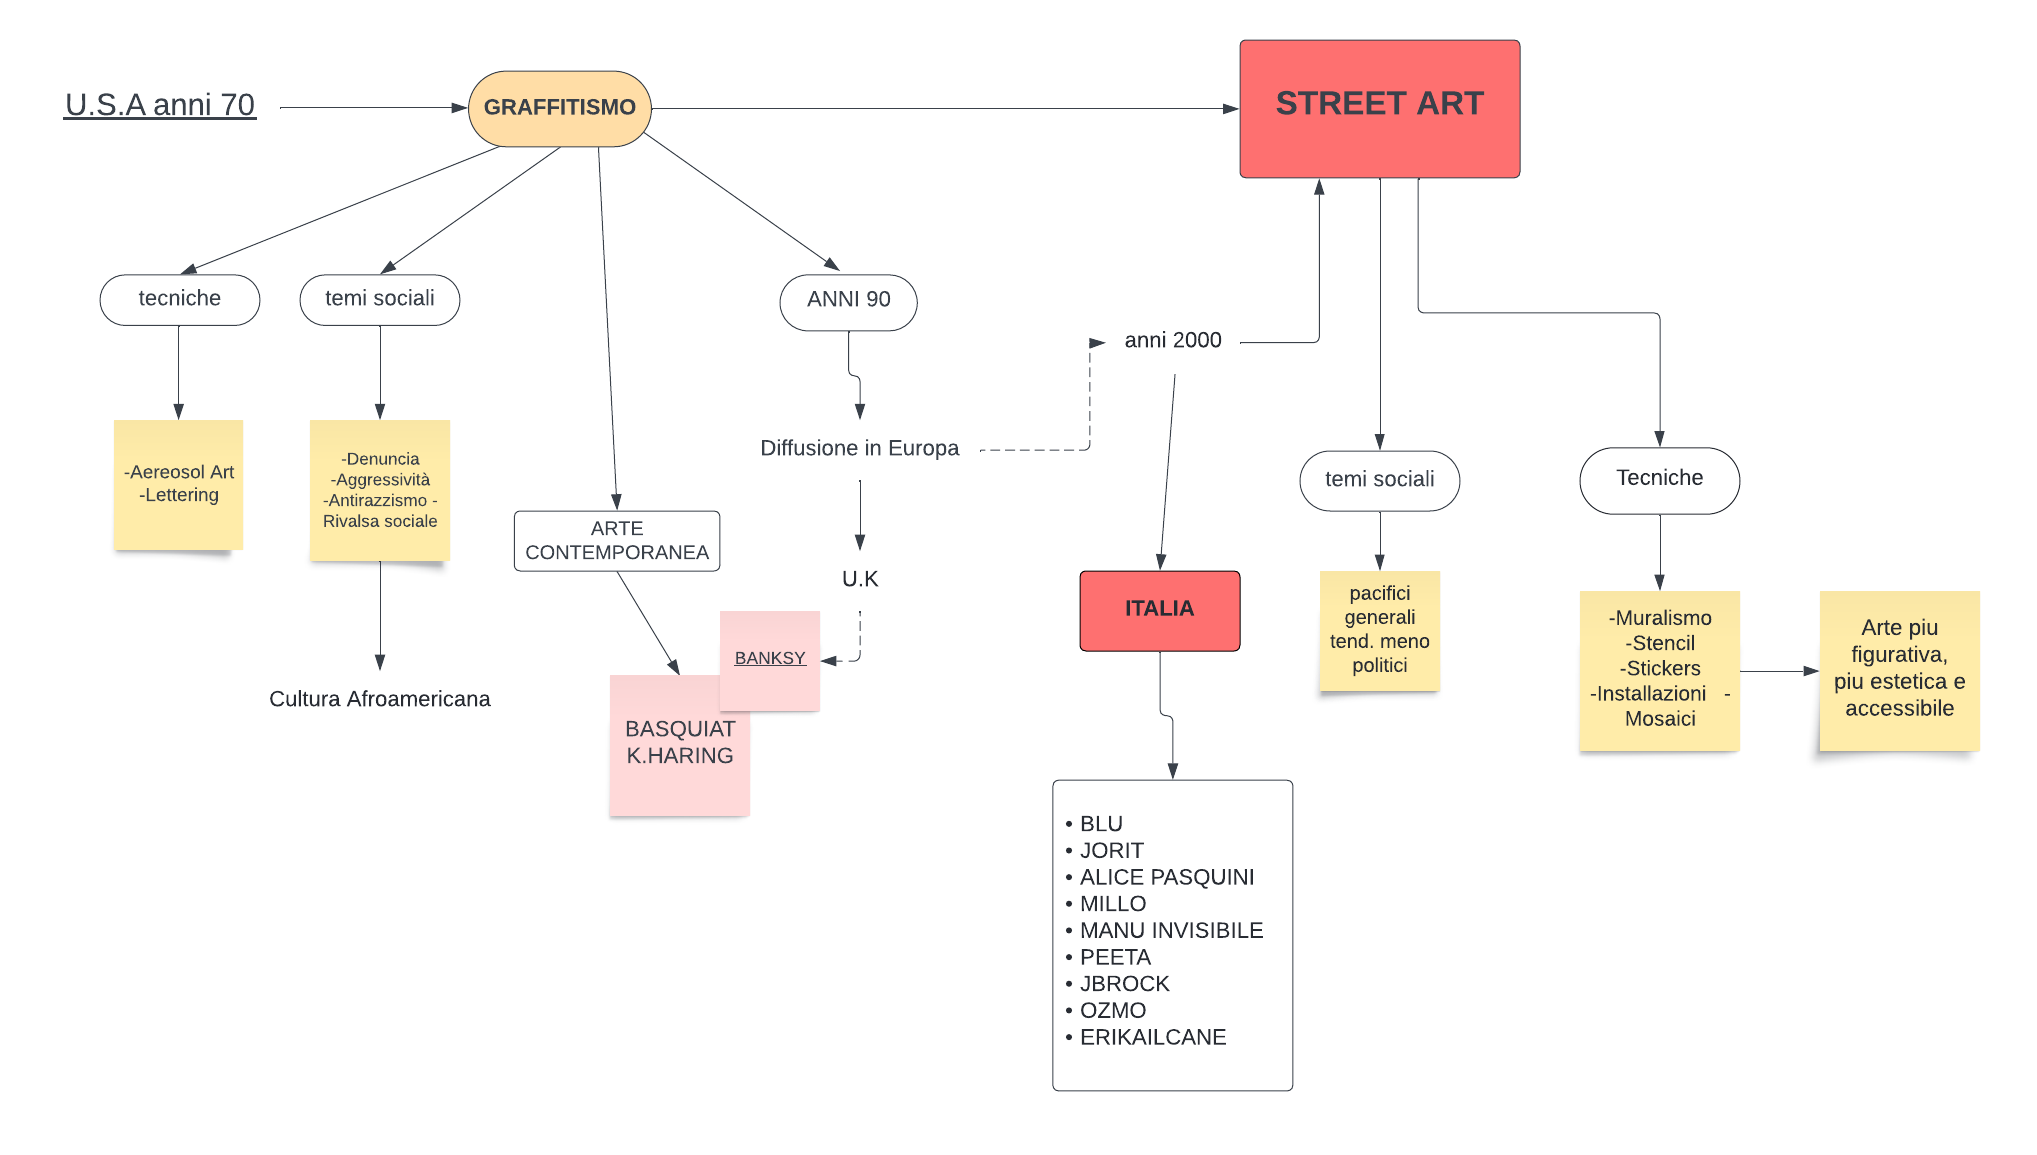 U.S.A anni 70
GRAFFITISMO
STREET ART
tecniche
temi sociali
ANNI 90
anni 2000
-Aereosol Art
-Lettering
-Denuncia
-Aggressività
-Antirazzismo -
Rivalsa sociale
Cultura Afroamericana
ARTE
CONTEMPORANEA
BASQUIAT
K.HARING
Diffusione in Europa
U.K
BANKSY
ITALIA
• BLU
• JORIT
• ALICE PASQUINI
• MILLO
• MANU INVISIBILE
• PEETA
• JBROCK
• OZMO
• ERIKAILCANE
temi sociali
pacifici
generali
tend. meno
politici
Tecniche
-Muralismo
-Stencil
-Stickers
-Installazioni -
Mosaici
Arte piu
figurativa,
piu estetica e
accessibile